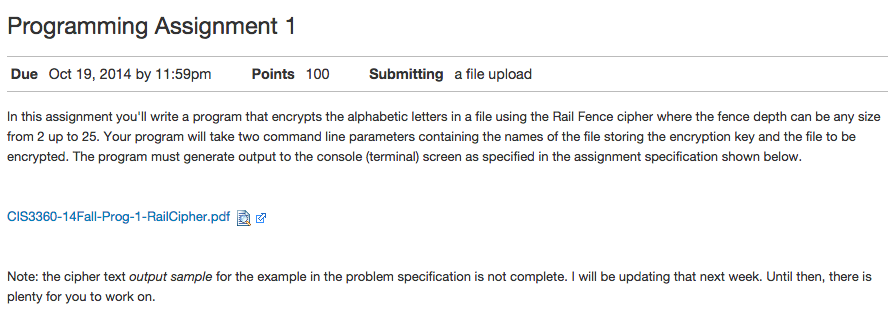 Programming Assignment 1
Due Oct 19, 2014 by 11:59pm Points 100 Submitting a file upload
In this assignment you'll write a program that encrypts the alphabetic letters in a file using the Rail Fence cipher where the fence depth can be any size
from 2 up to 25. Your program will take two command line parameters containing the names of the file storing the encryption key and the file to be
encrypted. The program must generate output to the console (terminal) screen as specified in the assignment specification shown below.
CIS3360-14Fall-Prog-1-RailCipher.pdf
Note: the cipher text output sample for the example in the problem specification is not complete. I will be updating that next week. Until then, there is
plenty for you to work on.